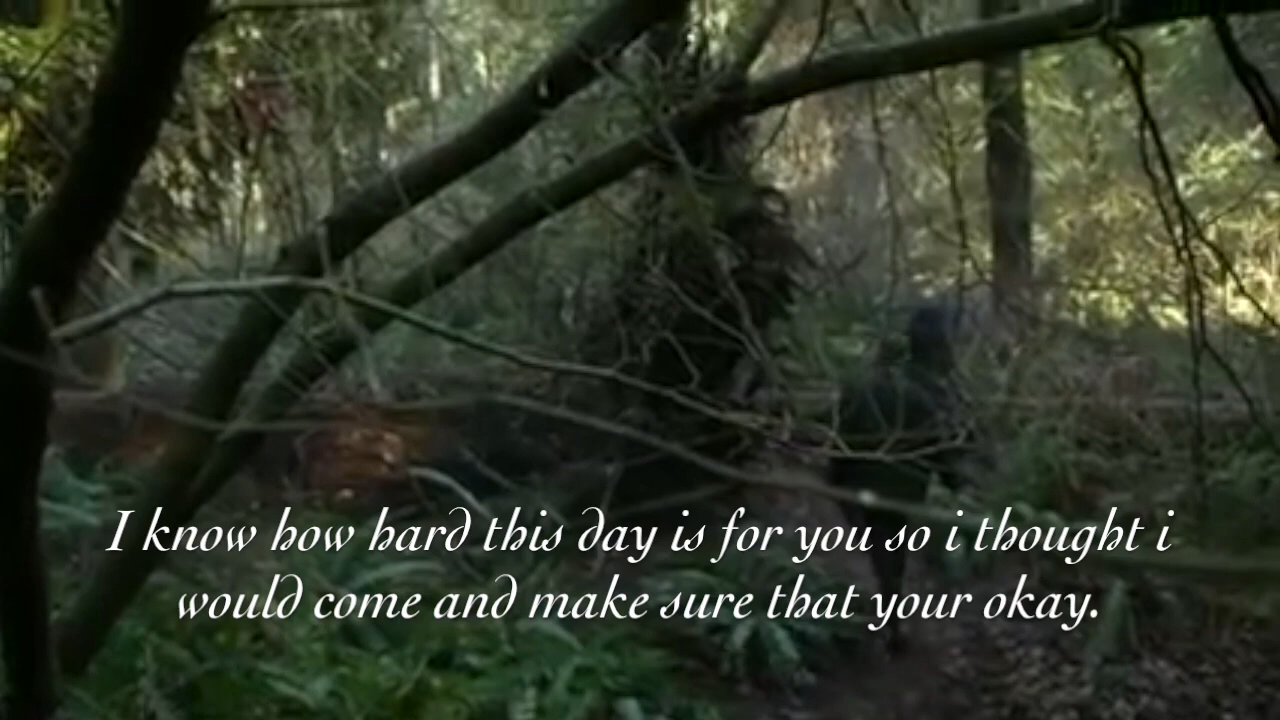 I know how hard this day is for you so i thought i
would come and make sure that your okay.